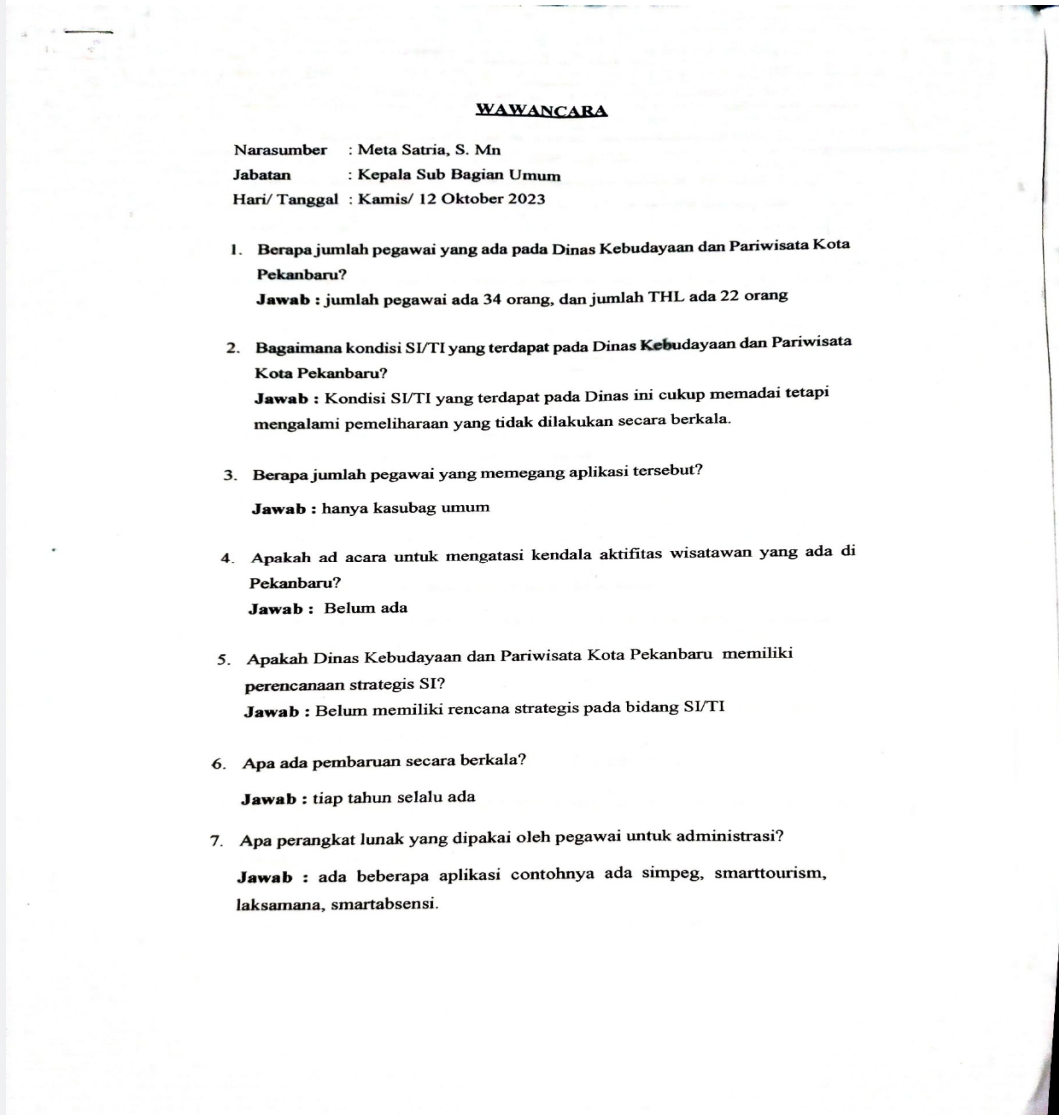 WAWANCARA
Narasumber : Meta Satria, S. Mn
Jabatan : Kepala Sub Bagian Umum
Hari/ Tanggal : Kamis/ 12 Oktober 2023
1. Berapa jumlah pegawai yang ada pada Dinas Kebudayaan dan Pariwisata Kota
Pekanbaru?
Jawab : jumlah pegawai ada 34 orang, dan jumlah THL ada 22 orang
2. Bagaimana kondisi SI/TI yang terdapat pada Dinas Kebudayaan dan Pariwisata
Kota Pekanbaru?
Jawab : Kondisi SI/TI yang terdapat pada Dinas ini cukup memadai tetapi
mengalami pemeliharaan yang tidak dilakukan secara berkala.
3. Berapa jumlah pegawai yang memegang aplikasi tersebut?
Jawab : hanya kasubag umum
4. Apakah ad acara untuk mengatasi kendala aktifitas wisatawan yang ada di
Pekanbaru?
Jawab : Belum ada
5. Apakah Dinas Kebudayaan dan Pariwisata Kota Pekanbaru memiliki
perencanaan strategis SI?
Jawab : Belum memiliki rencana strategis pada bidang SI/TI
6. Apa ada pembaruan secara berkala?
Jawab : tiap tahun selalu ada
7. Apa perangkat lunak yang dipakai oleh pegawai untuk administrasi?
Jawab : ada beberapa aplikasi contohnya ada simpeg, smarttourism,
laksamana, smartabsensi.